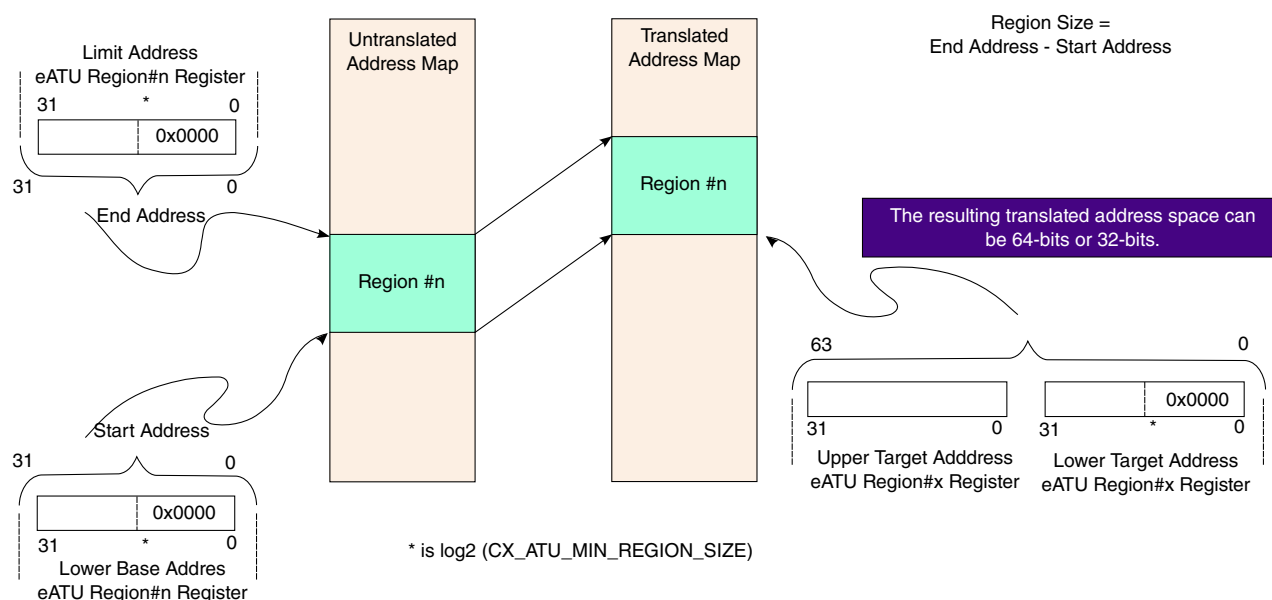 Limit Address
eATU Region#n Register
31 * 0
0x0000
31 0
End Address
Untranslated
Address Map
Region #n
Translated
Address Map
Region #n
Region Size =
End Address - Start Address
The resulting translated address space can
be 64-bits or 32-bits.
63 0
0x0000
31 0
31 * 0
Upper Target Adddress
eATU Region#x Register
Lower Target Address
eATU Region#x Register
Start Address
31 0
0x0000
31 * 0
Lower Base Addres
eATU Region#n Register
* is log2 (CX_ATU_MIN_REGION_SIZE)